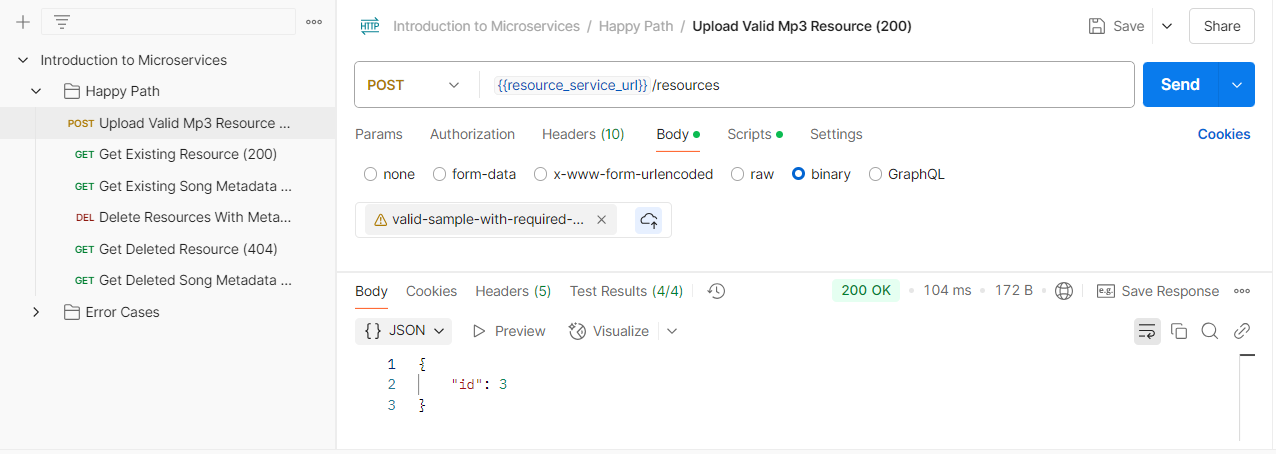 Introduction to Microservices
Happy Path
POST Upload Valid Mp3 Resource ...
GET Get Existing Resource (200)
GET Get Existing Song Metadata ...
DEL Delete Resources With Meta...
GET Get Deleted Resource (404)
GET Get Deleted Song Metadata ...
Error Cases
HTTP Introduction to Microservices / Happy Path / Upload Valid Mp3 Resource (200) Save Share
POST {{resource_service_url}}/resources Send
Params Authorization Headers (10) Body Scripts Settings Cookies
none form-data x-www-form-urlencoded raw binary GraphQL
valid-sample-with-required-...
Body Cookies Headers (5) Test Results (4/4) 200 OK 104 ms 172 B e.g. Save Response
{} JSON Preview Visualize
1 {
2 "id": 3
3 }